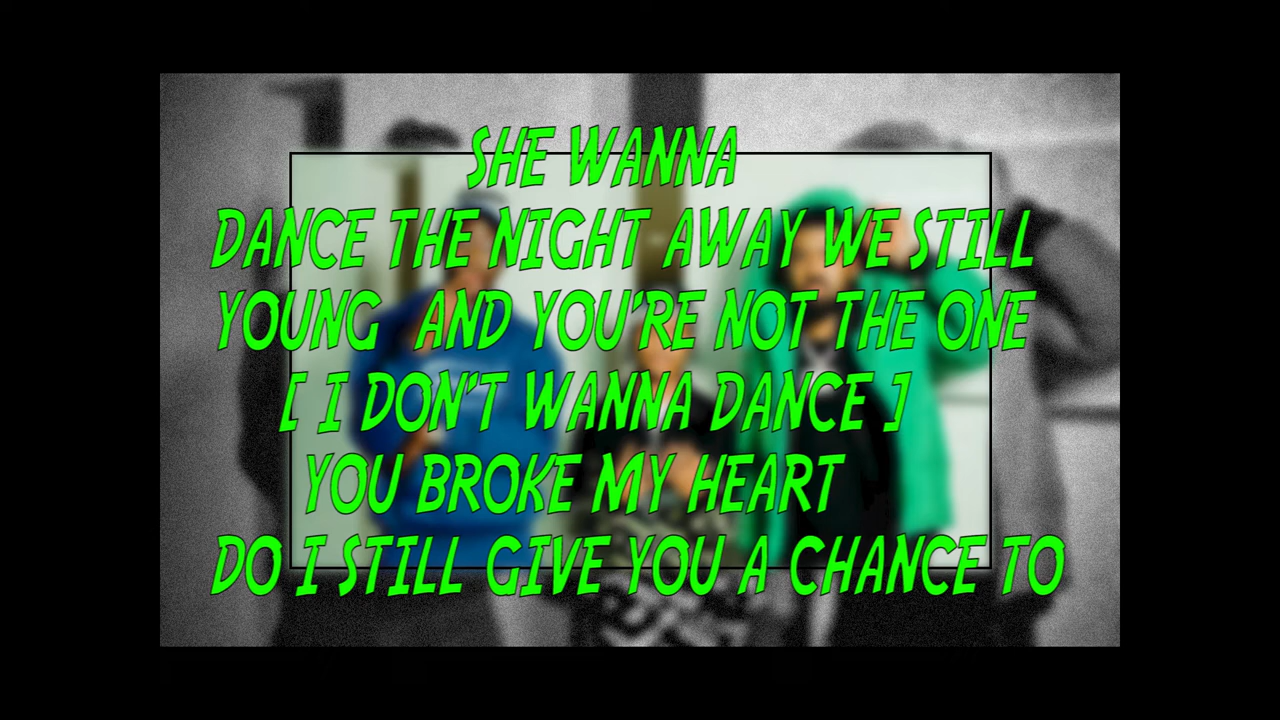 SHE WANNA
DANCE THE NIGHT AWAY WE STILL
YOUNG AND YOU'RE NOT THE ONE
[ I DON'T WANNA DANCE ]
YOU BROKE MY HEART
DO I STILL GIVE YOU A CHANCE TO